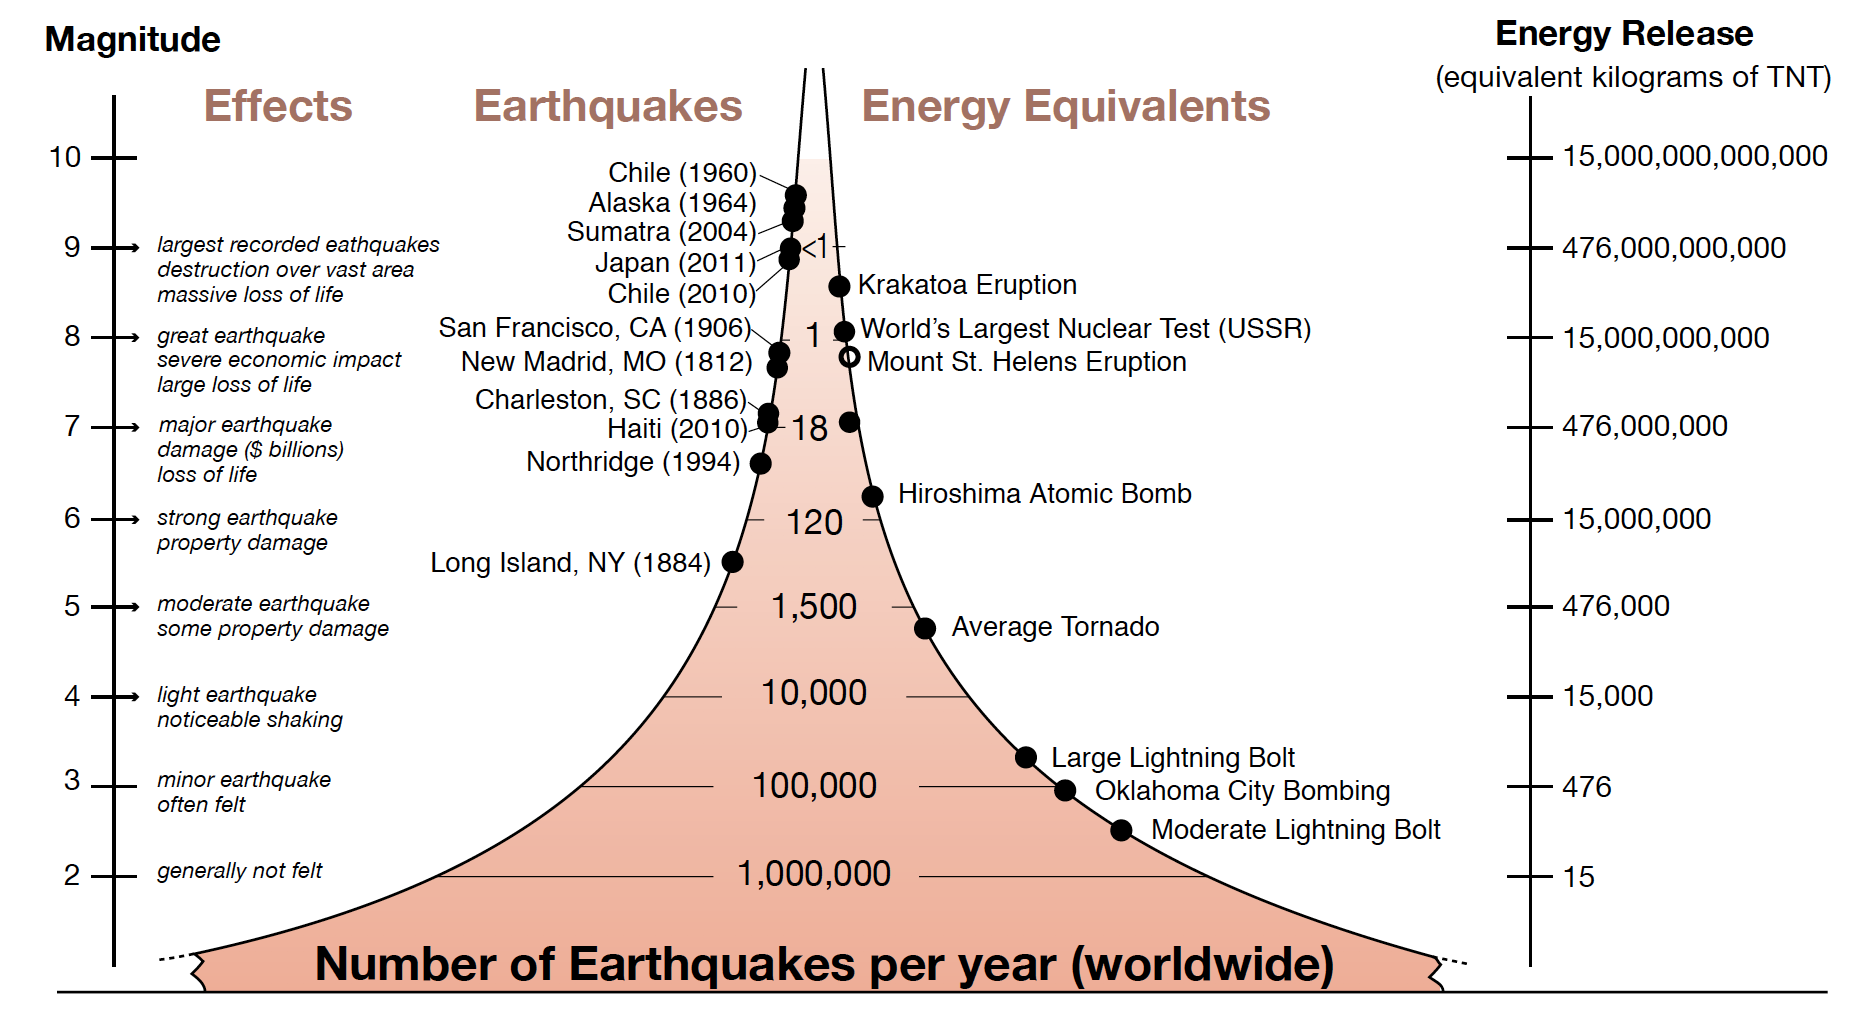 Magnitude
Energy Release
(equivalent kilograms of TNT)
Effects
Earthquakes
Energy Equivalents
10
15,000,000,000,000
Chile (1960)
Alaska (1964)
Sumatra (2004)
9
largest recorded eathquakes
destruction over vast area
massive loss of life
<1
476,000,000,000
Japan (2011)
Chile (2010)
Krakatoa Eruption
8
great earthquake
severe economic impact
large loss of life
San Francisco, CA (1906)
1
World's Largest Nuclear Test (USSR)
15,000,000,000
New Madrid, MO (1812)
Mount St. Helens Eruption
Charleston, SC (1886)
7
major earthquake
damage ($ billions)
loss of life
Haiti (2010)
18
476,000,000
Northridge (1994)
Hiroshima Atomic Bomb
6
strong earthquake
property damage
120
15,000,000
Long Island, NY (1884)
5
moderate earthquake
some property damage
1,500
476,000
Average Tornado
4
light earthquake
noticeable shaking
10,000
15,000
Large Lightning Bolt
3
minor earthquake
often felt
100,000
476
Oklahoma City Bombing
Moderate Lightning Bolt
2
generally not felt
1,000,000
15
Number of Earthquakes per year (worldwide)